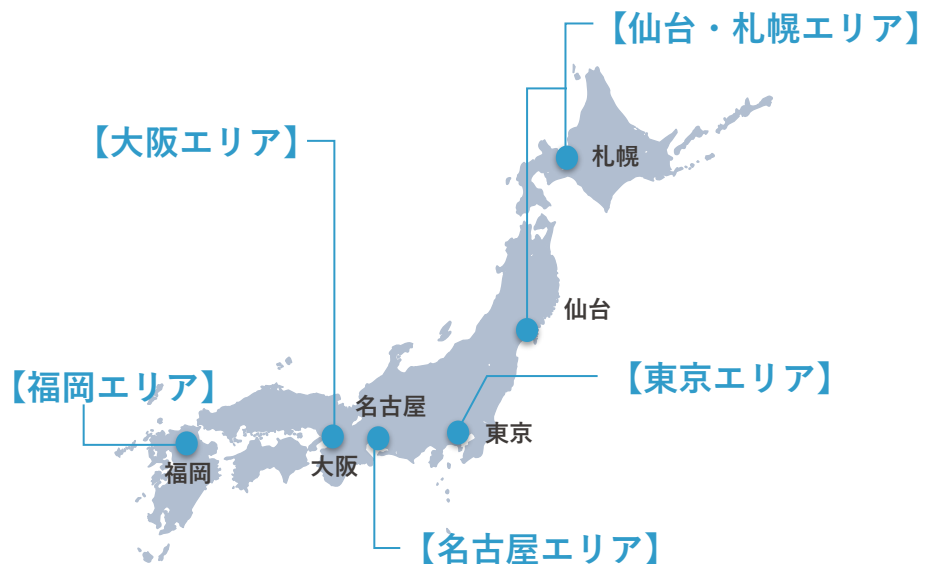 【仙台・札幌エリア】
【大阪エリア】
札幌
仙台
【福岡エリア】
【東京エリア】
名古屋
東京
大阪
福岡
【名古屋エリア】